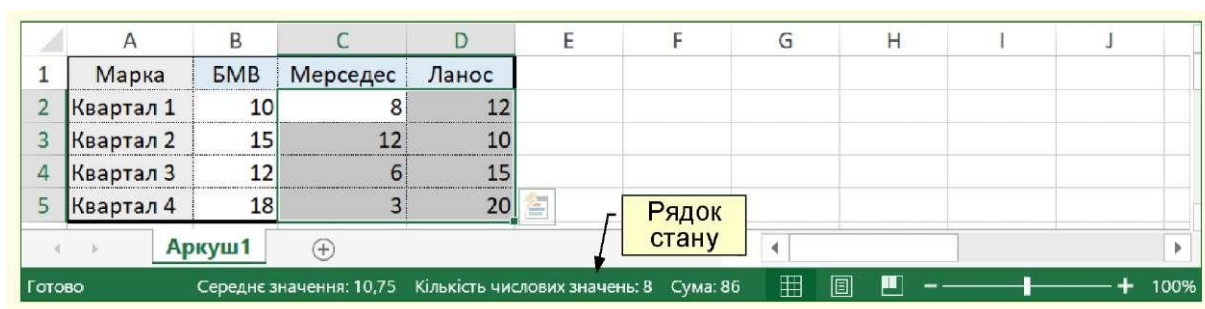 A B C D E F G H I J
1 Марка БМВ Мерседес Ланос
2 Квартал 1 10 8 12
3 Квартал 2 15 12 10
4 Квартал 3 12 6 15
5 Квартал 4 18 3 20
Рядок
стану
Аркуш1
Готово Середнє значення: 10,75 Кількість числових значень: 8 Сума: 86 100%